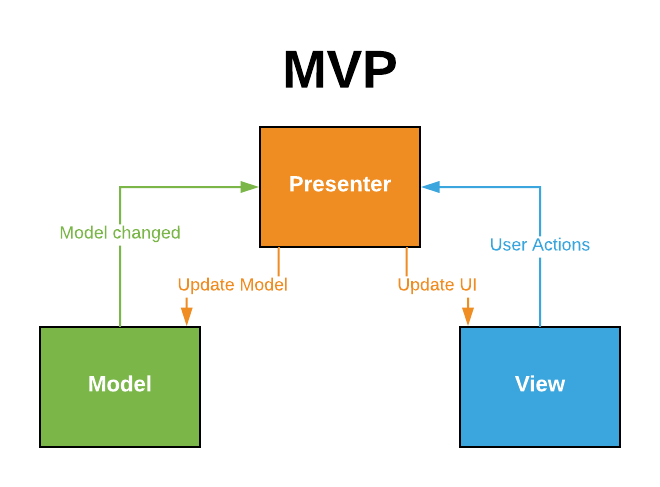 MVP
Presenter
Model changed
User Actions
Update Model
Update UI
Model
View